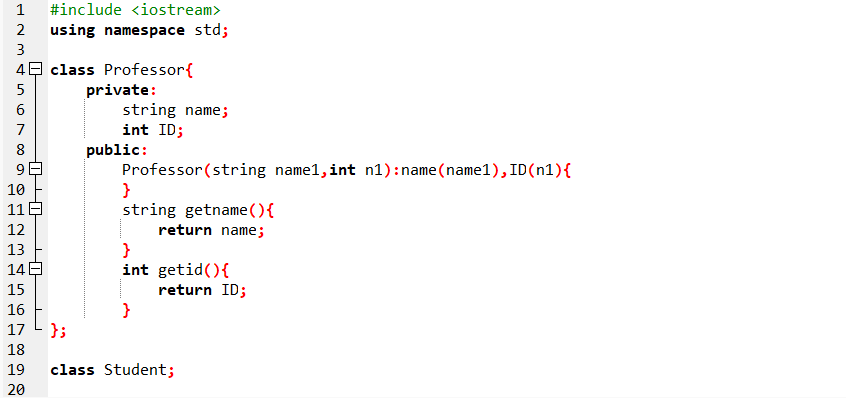 1 #include <iostream>
2 using namespace std;
3
4 class Professor{
5     private:
6         string name;
7         int ID;
8     public:
9         Professor(string name1,int n1):name(name1),ID(n1){
10         }
11         string getname(){
12             return name;
13         }
14         int getid(){
15             return ID;
16         }
17 };
18
19 class Student;
20